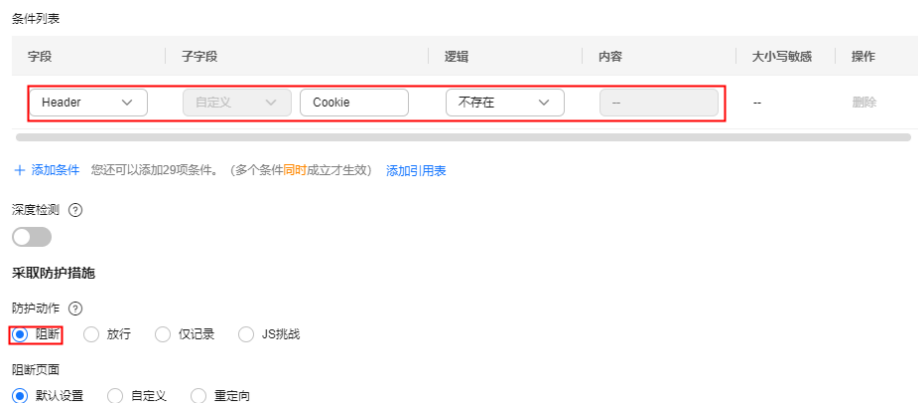 条件列表
字段 子字段 逻辑 内容 大小写敏感 操作
Header 自定义 Cookie 不存在 -- -- 删除
添加条件 您还可以添加29项条件。(多个条件同时成立才生效) 添加引用表
深度检测 ?
采取防护措施
防护动作 ?
阻断 放行 仅记录 JS挑战
阻断页面
默认设置 自定义 重定向